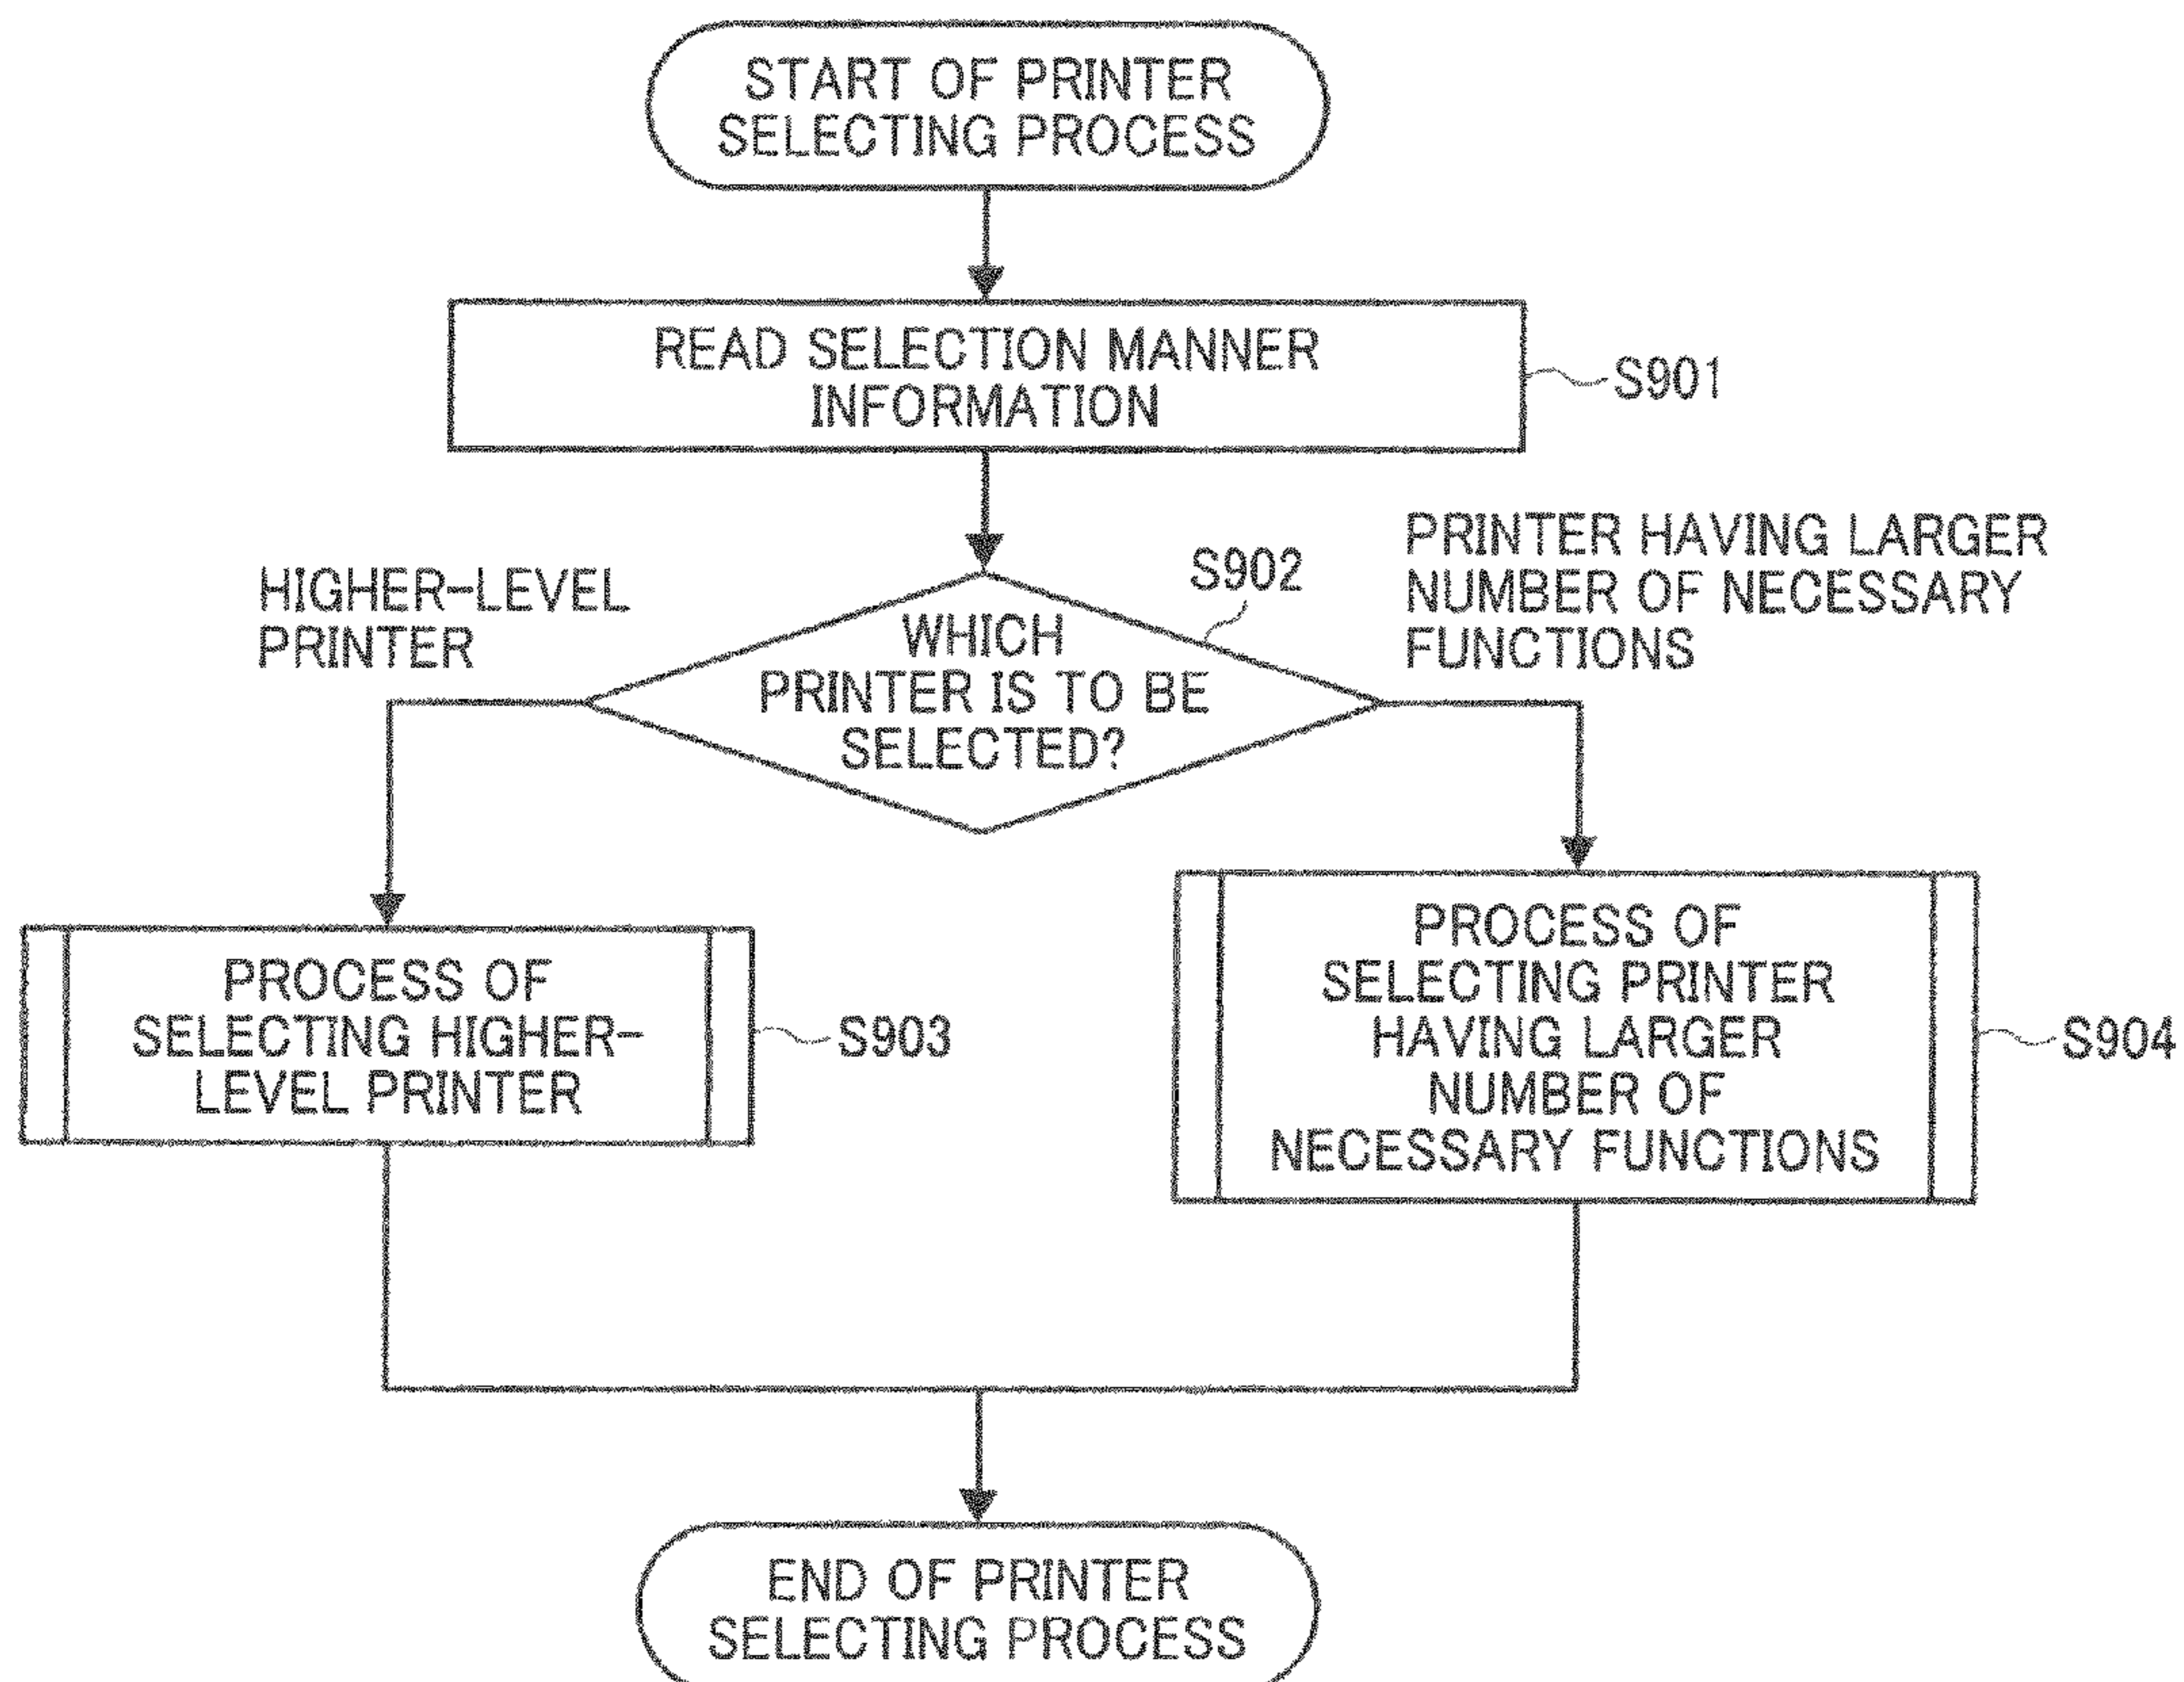 START OF PRINTER
SELECTING PROCESS
READ SELECTION MANNER
INFORMATION
S901
HIGHER-LEVEL
PRINTER
S902
PRINTER HAVING LARGER
NUMBER OF NECESSARY
FUNCTIONS
WHICH
PRINTER IS TO BE
SELECTED?
PROCESS OF
SELECTING HIGHER-
LEVEL PRINTER
S903
PROCESS OF
SELECTING PRINTER
HAVING LARGER
NUMBER OF
NECESSARY FUNCTIONS
S904
END OF PRINTER
SELECTING PROCESS